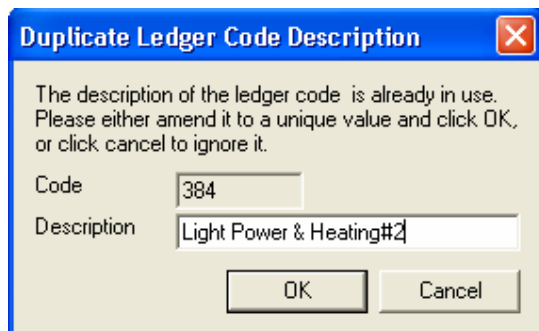 Duplicate Ledger Code Description
The description of the ledger code is already in use.
Please either amend it to a unique value and click OK,
or click cancel to ignore it.
Code 384
Description Light Power & Heating#2
OK Cancel